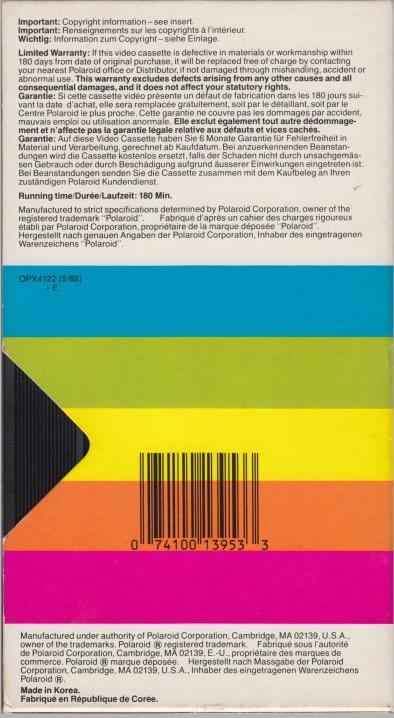 Important: Copyright information – see insert.
Important: Renseignements sur les copyrights à l'intérieur.
Wichtig: Information zum Copyright – siehe Einlage.
Limited Warranty: If this video cassette is defective in materials or workmanship within
180 days from date of original purchase, it will be replaced free of charge by contacting
your nearest Polaroid office or Distributor, if not damaged through mishandling, accident or
abnormal use. This warranty excludes defects arising from any other causes and all
consequential damages, and it does not affect your statutory rights.
Garantie: Si cette cassette vidéo présente un défaut de fabrication dans les 180 jours sui-
vant la date d'achat, elle sera remplacée gratuitement, soit par le détaillant, soit par le
Centre Polaroid le plus proche. Cette garantie ne couvre pas les dommages par accident,
mauvais emploi ou utilisation anormale. Elle exclut également tout autre dédommage-
ment et n'affecte pas la garantie légale relative aux défauts et vices cachés.
Garantie: Auf diese Video Cassette haben Sie 6 Monate Garantie für Fehlerfreiheit in
Material und Verarbeitung, gerechnet ab Kaufdatum. Bei anzuerkennenden Beanstan-
dungen wird die Cassette kostenlos ersetzt, falls der Schaden nicht durch unsachgemäs-
sen Gebrauch oder durch Beschädigung aufgrund äusserer Einwirkungen eingetreten ist.
Bei Beanstandungen senden Sie die Cassette zusammen mit dem Kaufbeleg an Ihren
zuständigen Polaroid Kundendienst.
Running time/Durée/Laufzeit: 180 Min.
Manufactured to strict specifications determined by Polaroid Corporation, owner of the
registered trademark "Polaroid". Fabriqué d'après un cahier des charges rigoureux
établi par Polaroid Corporation, propriétaire de la marque déposée "Polaroid".
Hergestellt nach genauen Angaben der Polaroid Corporation, Inhaber des eingetragenen
Warenzeichens "Polaroid".
OPX4122 (5/88)
+ E
0 74100 13953 3
Manufactured under authority of Polaroid Corporation, Cambridge, MA 02139, U.S.A.,
owner of the trademarks. Polaroid ® registered trademark. Fabriqué sous l'autorité
de Polaroid Corporation, Cambridge, MA 02139, E.-U., propriétaire des marques de
commerce. Polaroid ® marque déposée. Hergestellt nach Massgabe der Polaroid
Corporation, Cambridge, MA 02139, U.S.A., Inhaber des eingetragenen Warenzeichens
Polaroid ®.
Made in Korea.
Fabriqué en République de Corée.